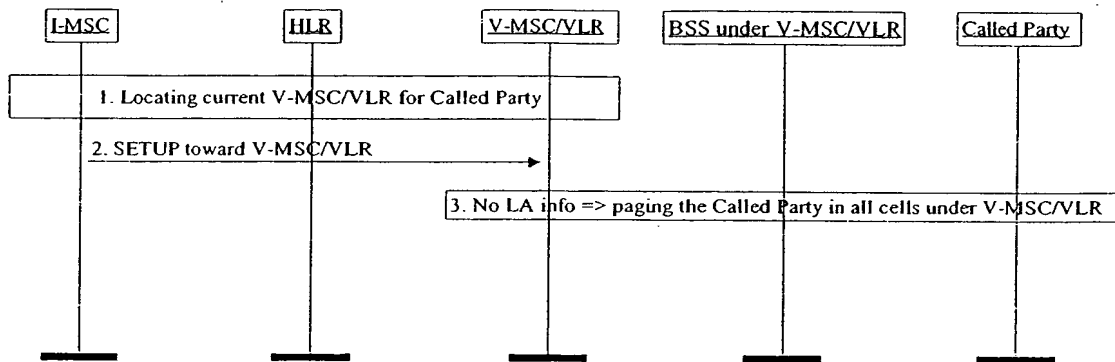 I-MSC
HLR
V-MSC/VLR
BSS under V-MSC/VLR
Called Party
1. Locating current V-MSC/VLR for Called Party
2. SETUP toward V-MSC/VLR
3. No LA info => paging the Called Party in all cells under V-MSC/VLR